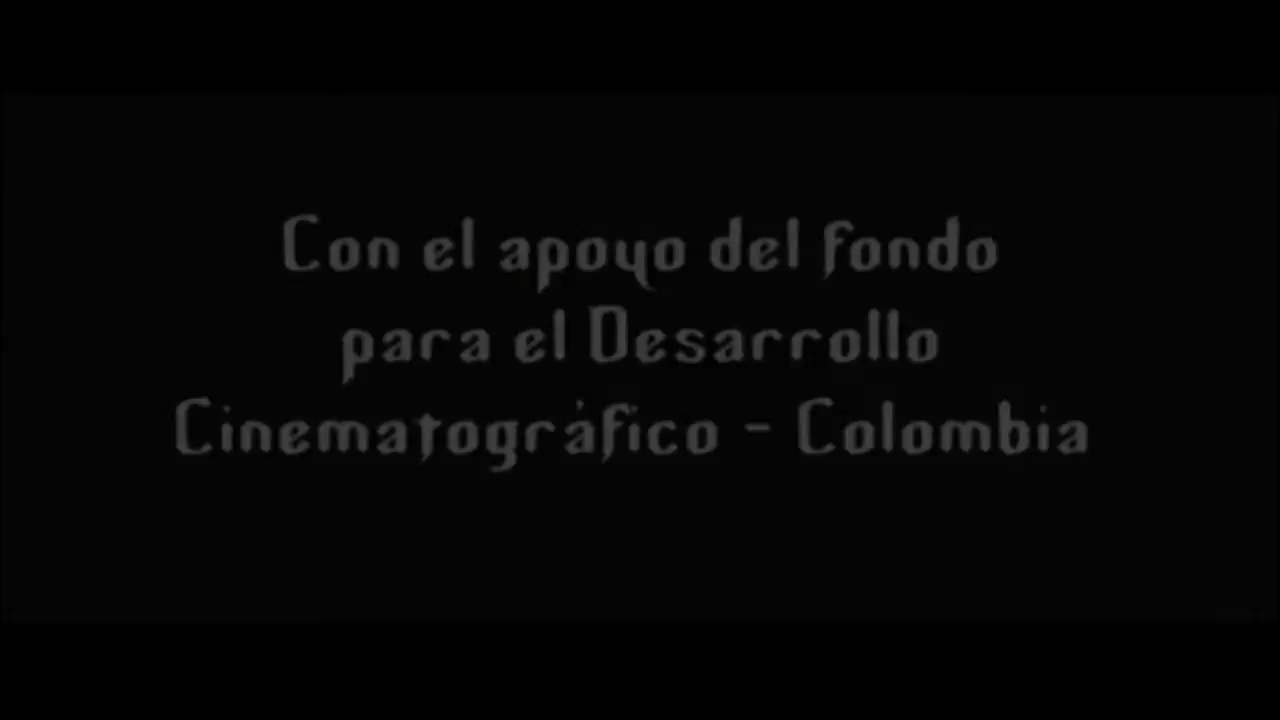 Con el apoyo del fondo
para el Desarrollo
Cinematográfico - Colombia